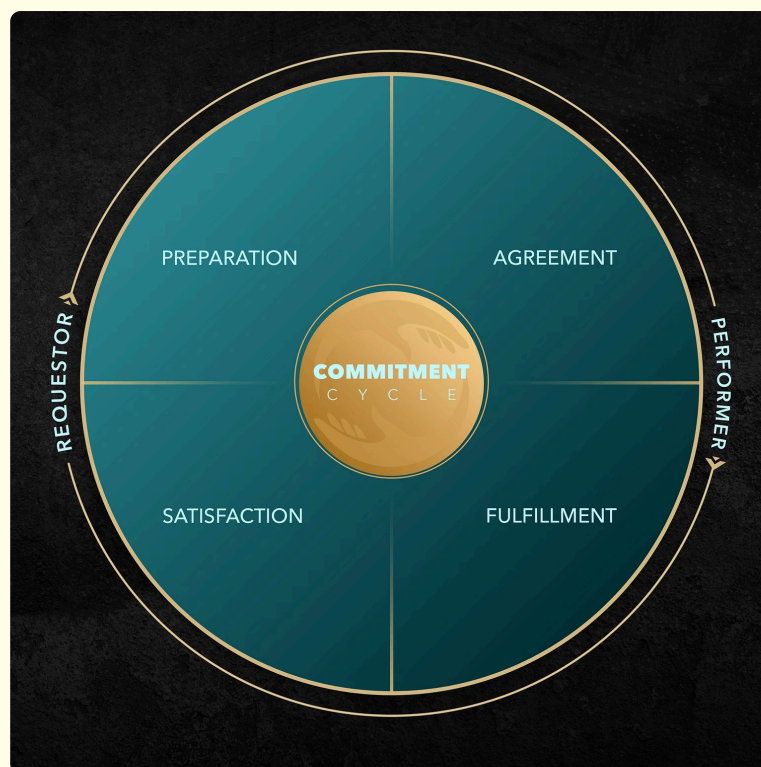 PREPARATION
AGREEMENT
REQUESTOR
COMMITMENT
CYCLE
PERFORMER
SATISFACTION
FULFILLMENT